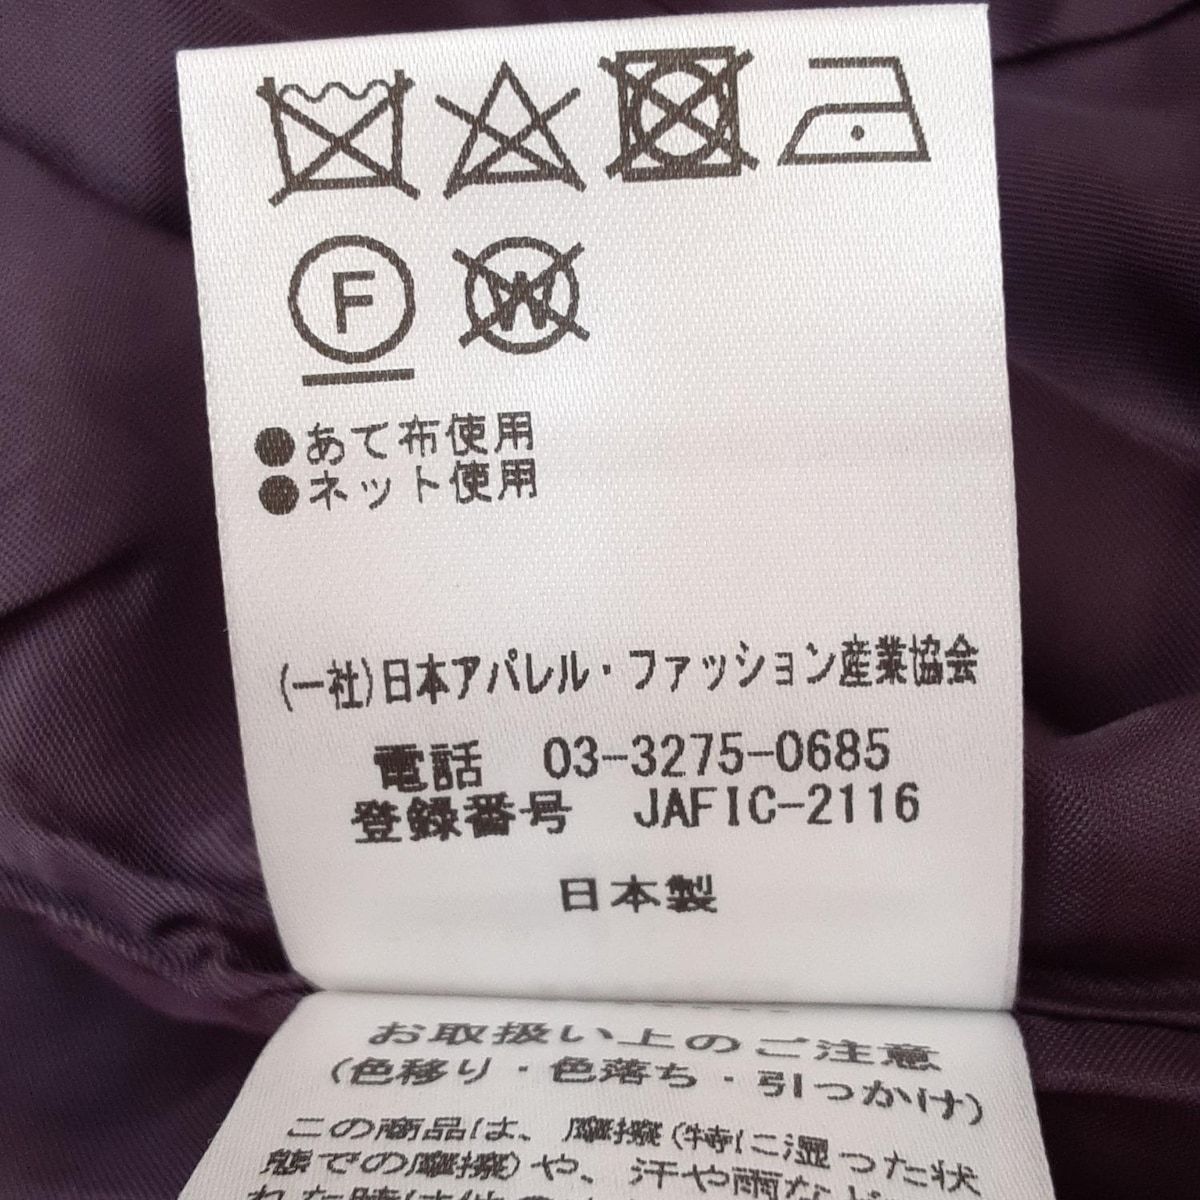 F
W
●あて布使用
●ネット使用
(一社)日本アパレル・ファッション産業協会
電話 03-3275-0685
登録番号 JAFIC-2116
日本製
お取扱い上のご注意
(色移り・色落ち・引っかけ)
この商品は、摩擦(特に湿った状
態での摩擦)や、汗や雨など